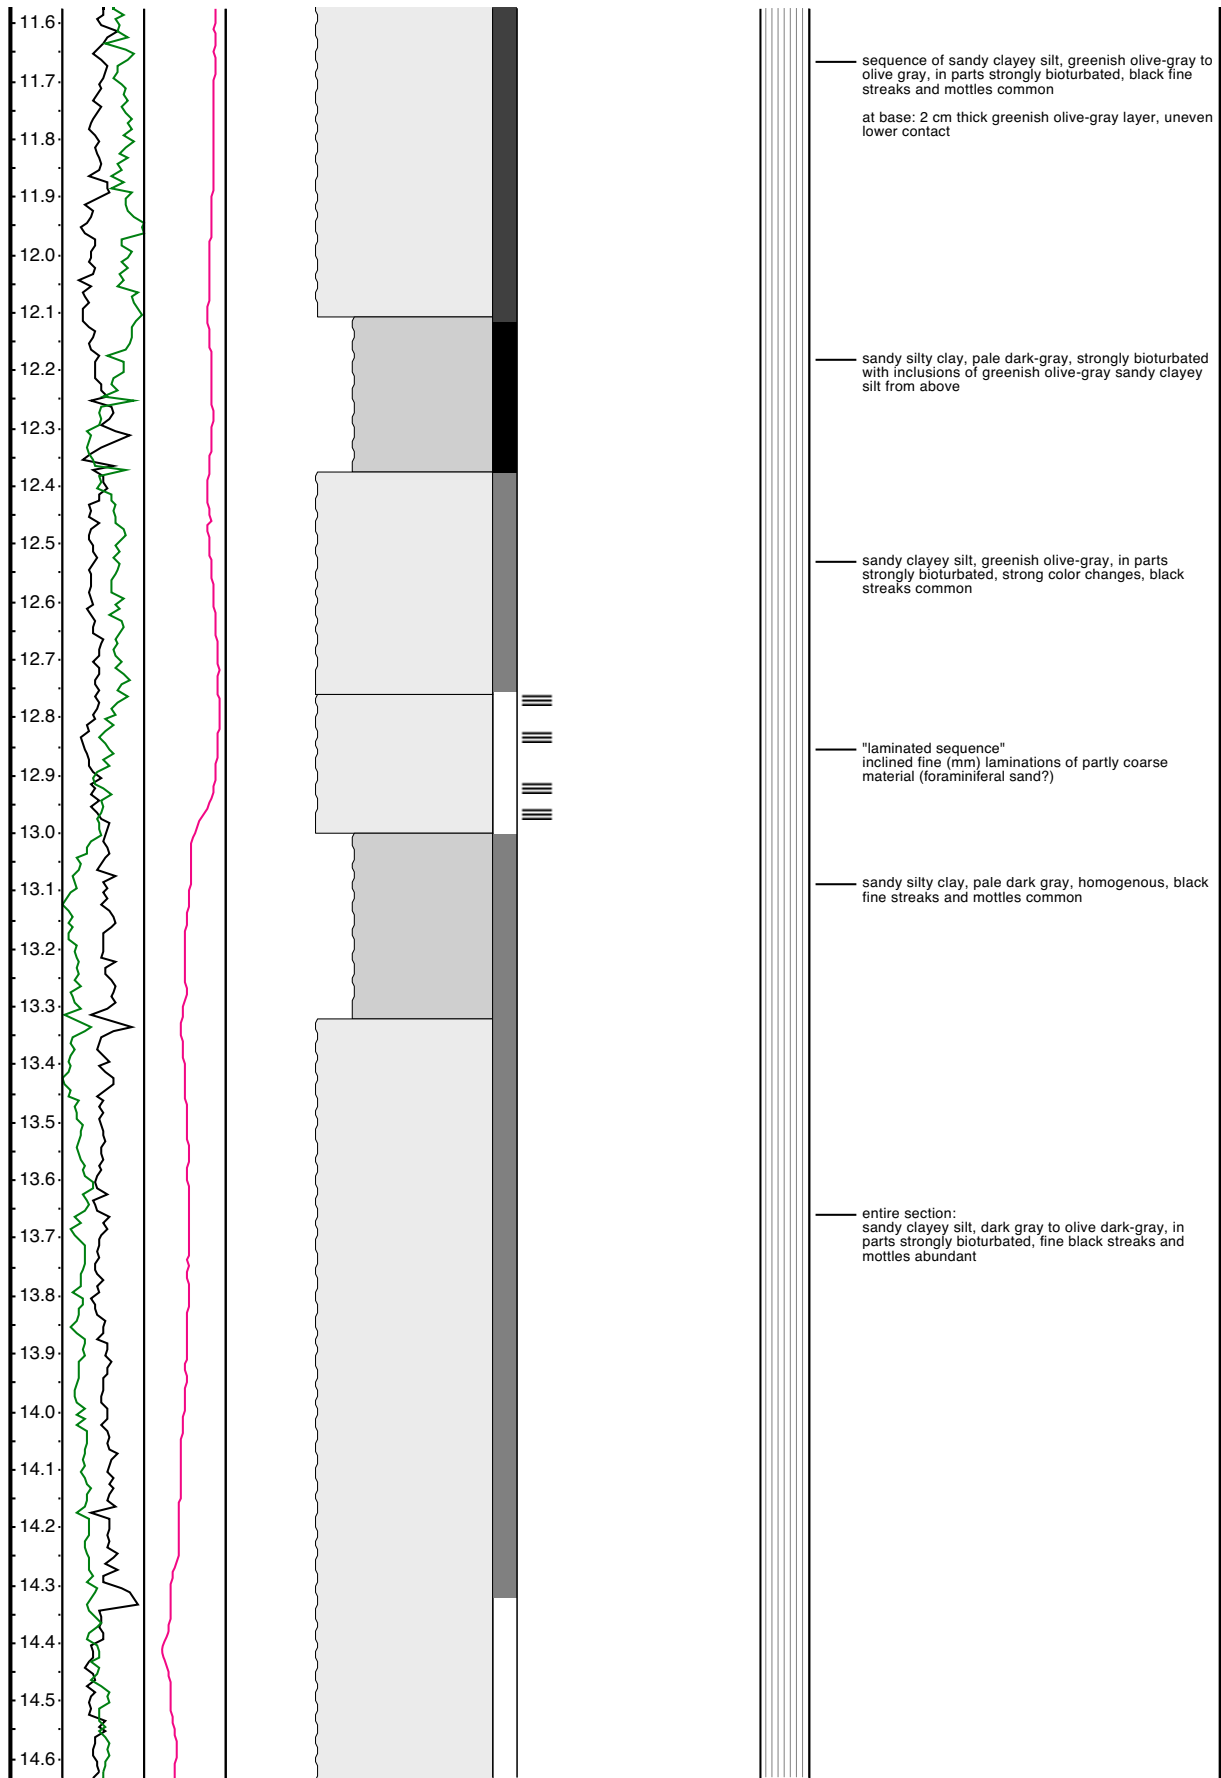 11.6
sequence of sandy clayey silt, greenish olive-gray to
olive gray, in parts strongly bioturbated, black fine
streaks and mottles common
11.7
at base: 2 cm thick greenish olive-gray layer, uneven
lower contact
11.8
11.9
12.0
12.1
sandy silty clay, pale dark-gray, strongly bioturbated
with inclusions of greenish olive-gray sandy clayey
silt from above
12.2
12.3
12.4
12.5
sandy clayey silt, greenish olive-gray, in parts
strongly bioturbated, strong color changes, black
streaks common
12.6
12.7
12.8
"laminated sequence"
inclined fine (mm) laminations of partly coarse
material (foraminiferal sand?)
12.9
13.0
sandy silty clay, pale dark gray, homogenous, black
fine streaks and mottles common
13.1
13.2
13.3
13.4
13.5
13.6
entire section:
sandy clayey silt, dark gray to olive dark-gray, in
parts strongly bioturbated, fine black streaks and
mottles abundant
13.7
13.8
13.9
14.0
14.1
14.2
14.3
14.4
14.5
14.6